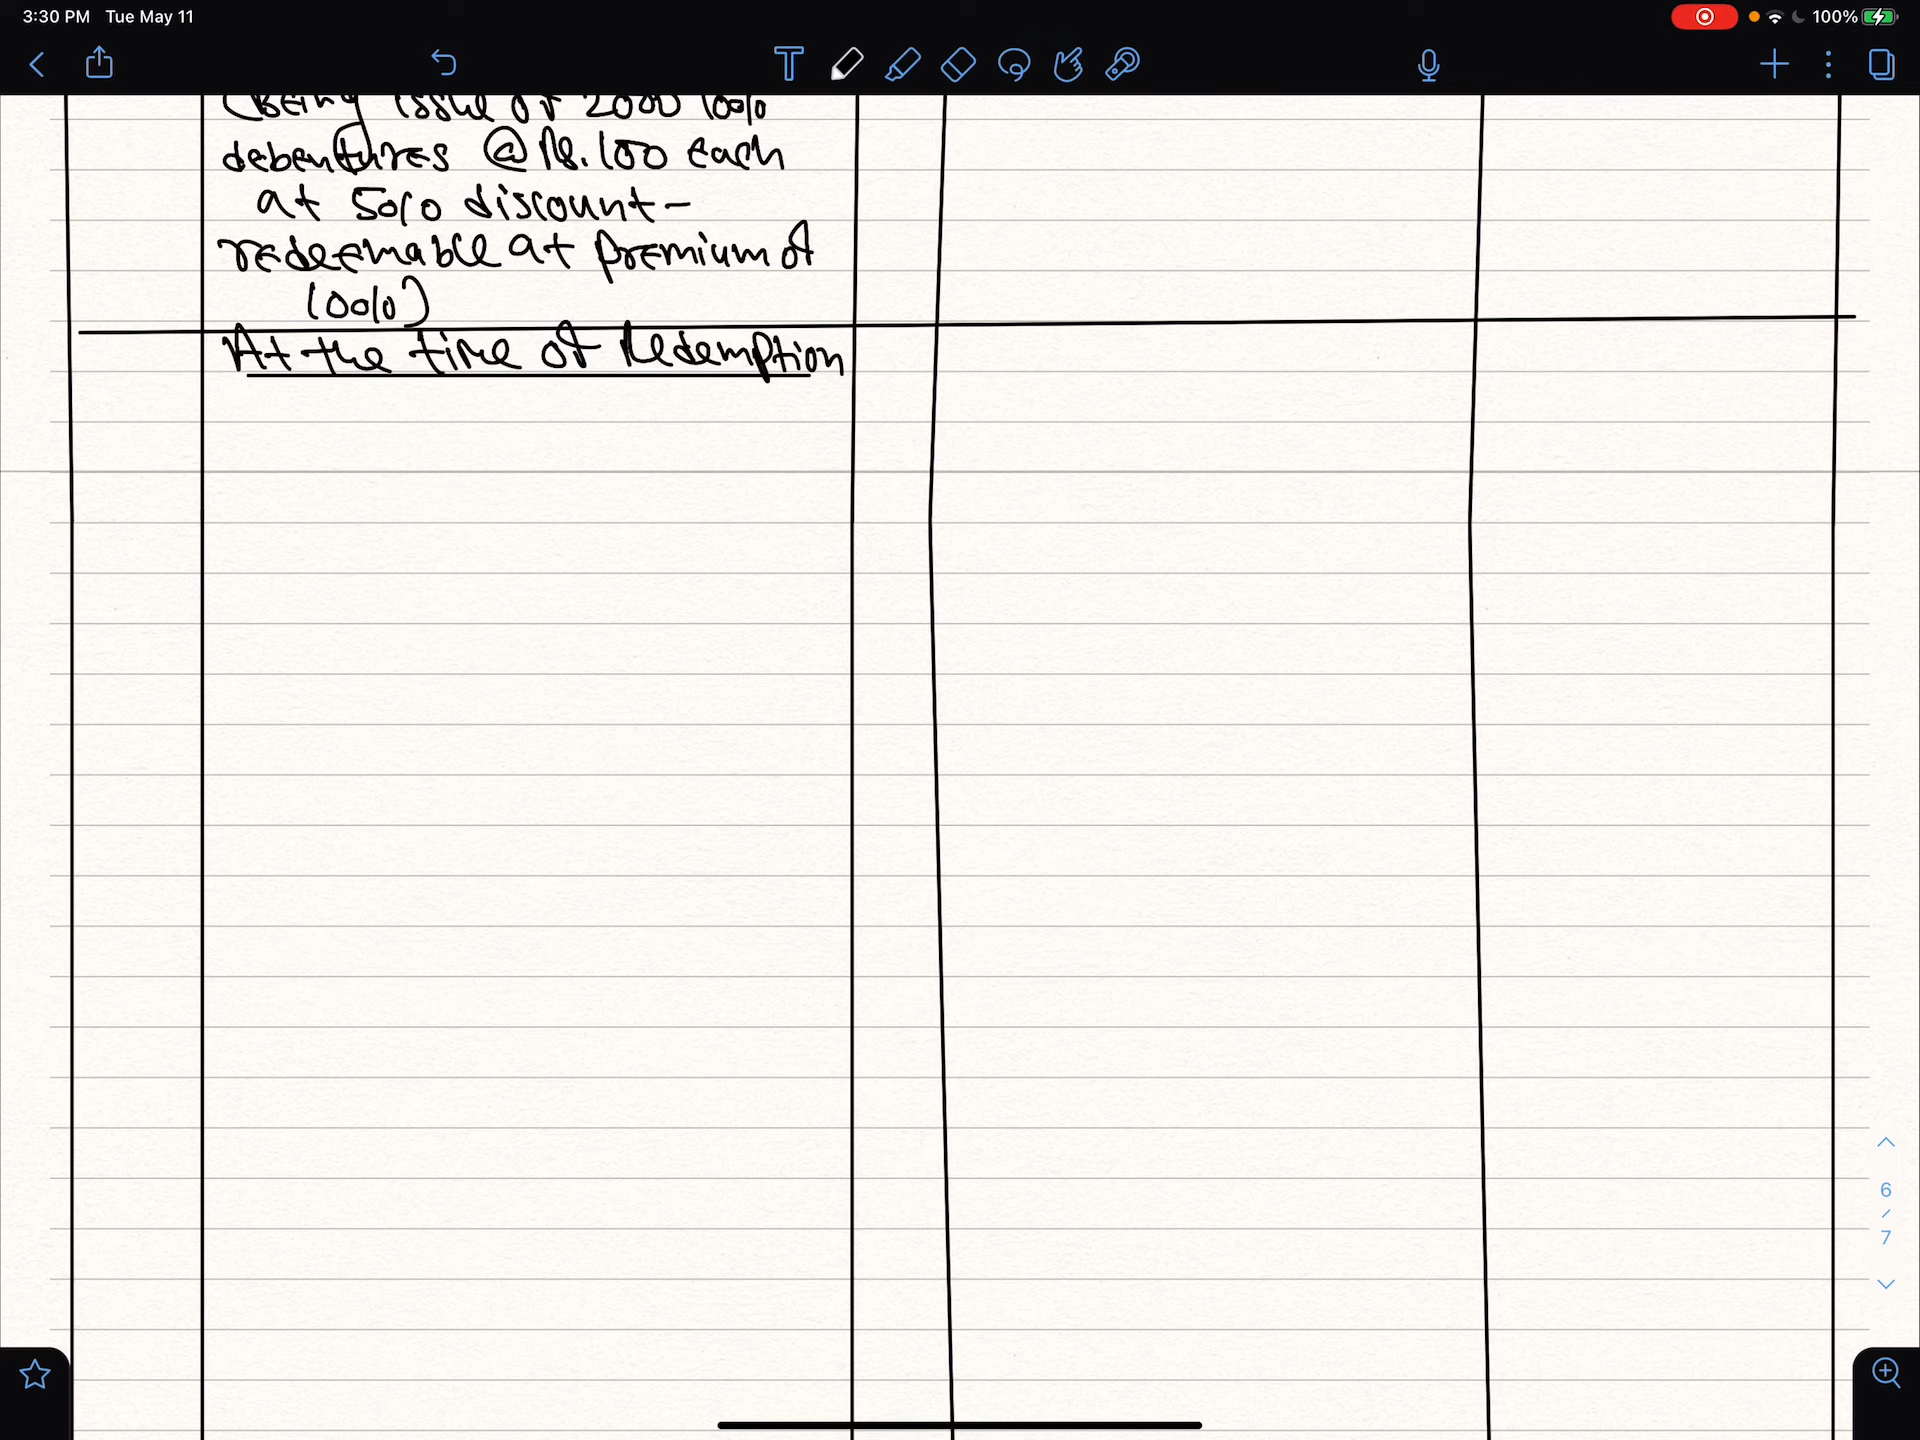 3:30 PM Tue May 11
100%
(Being issue of 2000 10%
debentures @ Rs. 100 each
at 5% discount -
redeemable at premium of
10%)
At the time of Redemption
6
7